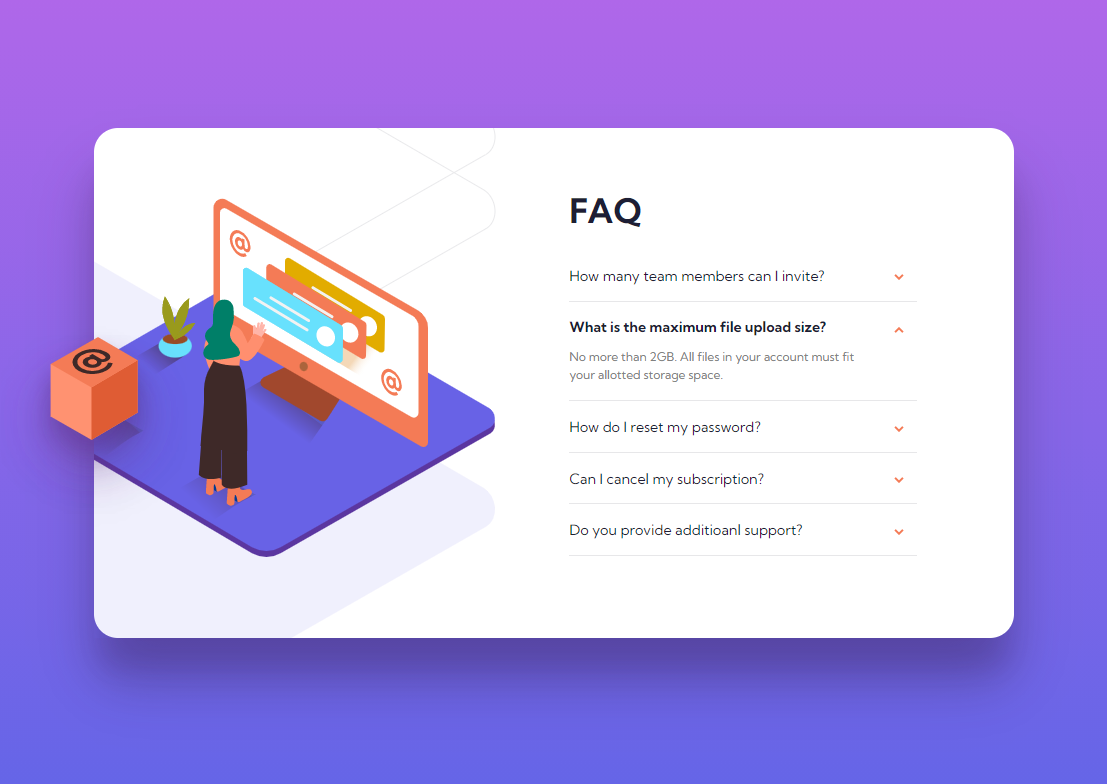 FAQ
How many team members can I invite?
What is the maximum file upload size?
No more than 2GB. All files in your account must fit
your allotted storage space.
How do I reset my password?
Can I cancel my subscription?
Do you provide additioanl support?
@
@
@